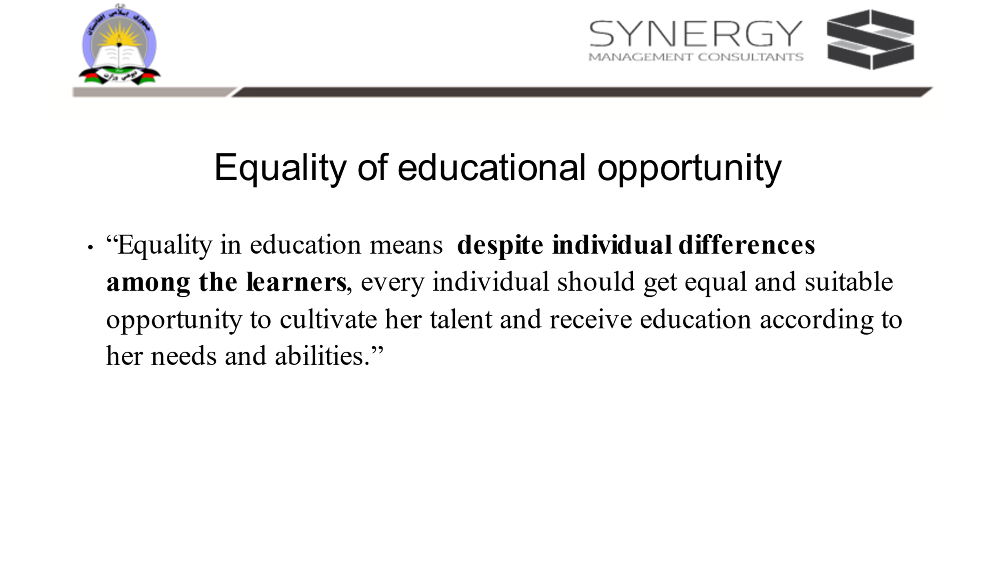 جمهوری اسلامی افغانستان
د پوهنی وزارت
SYNERGY
MANAGEMENT CONSULTANTS
Equality of educational opportunity
• “Equality in education means despite individual differences
among the learners, every individual should get equal and suitable
opportunity to cultivate her talent and receive education according to
her needs and abilities.”